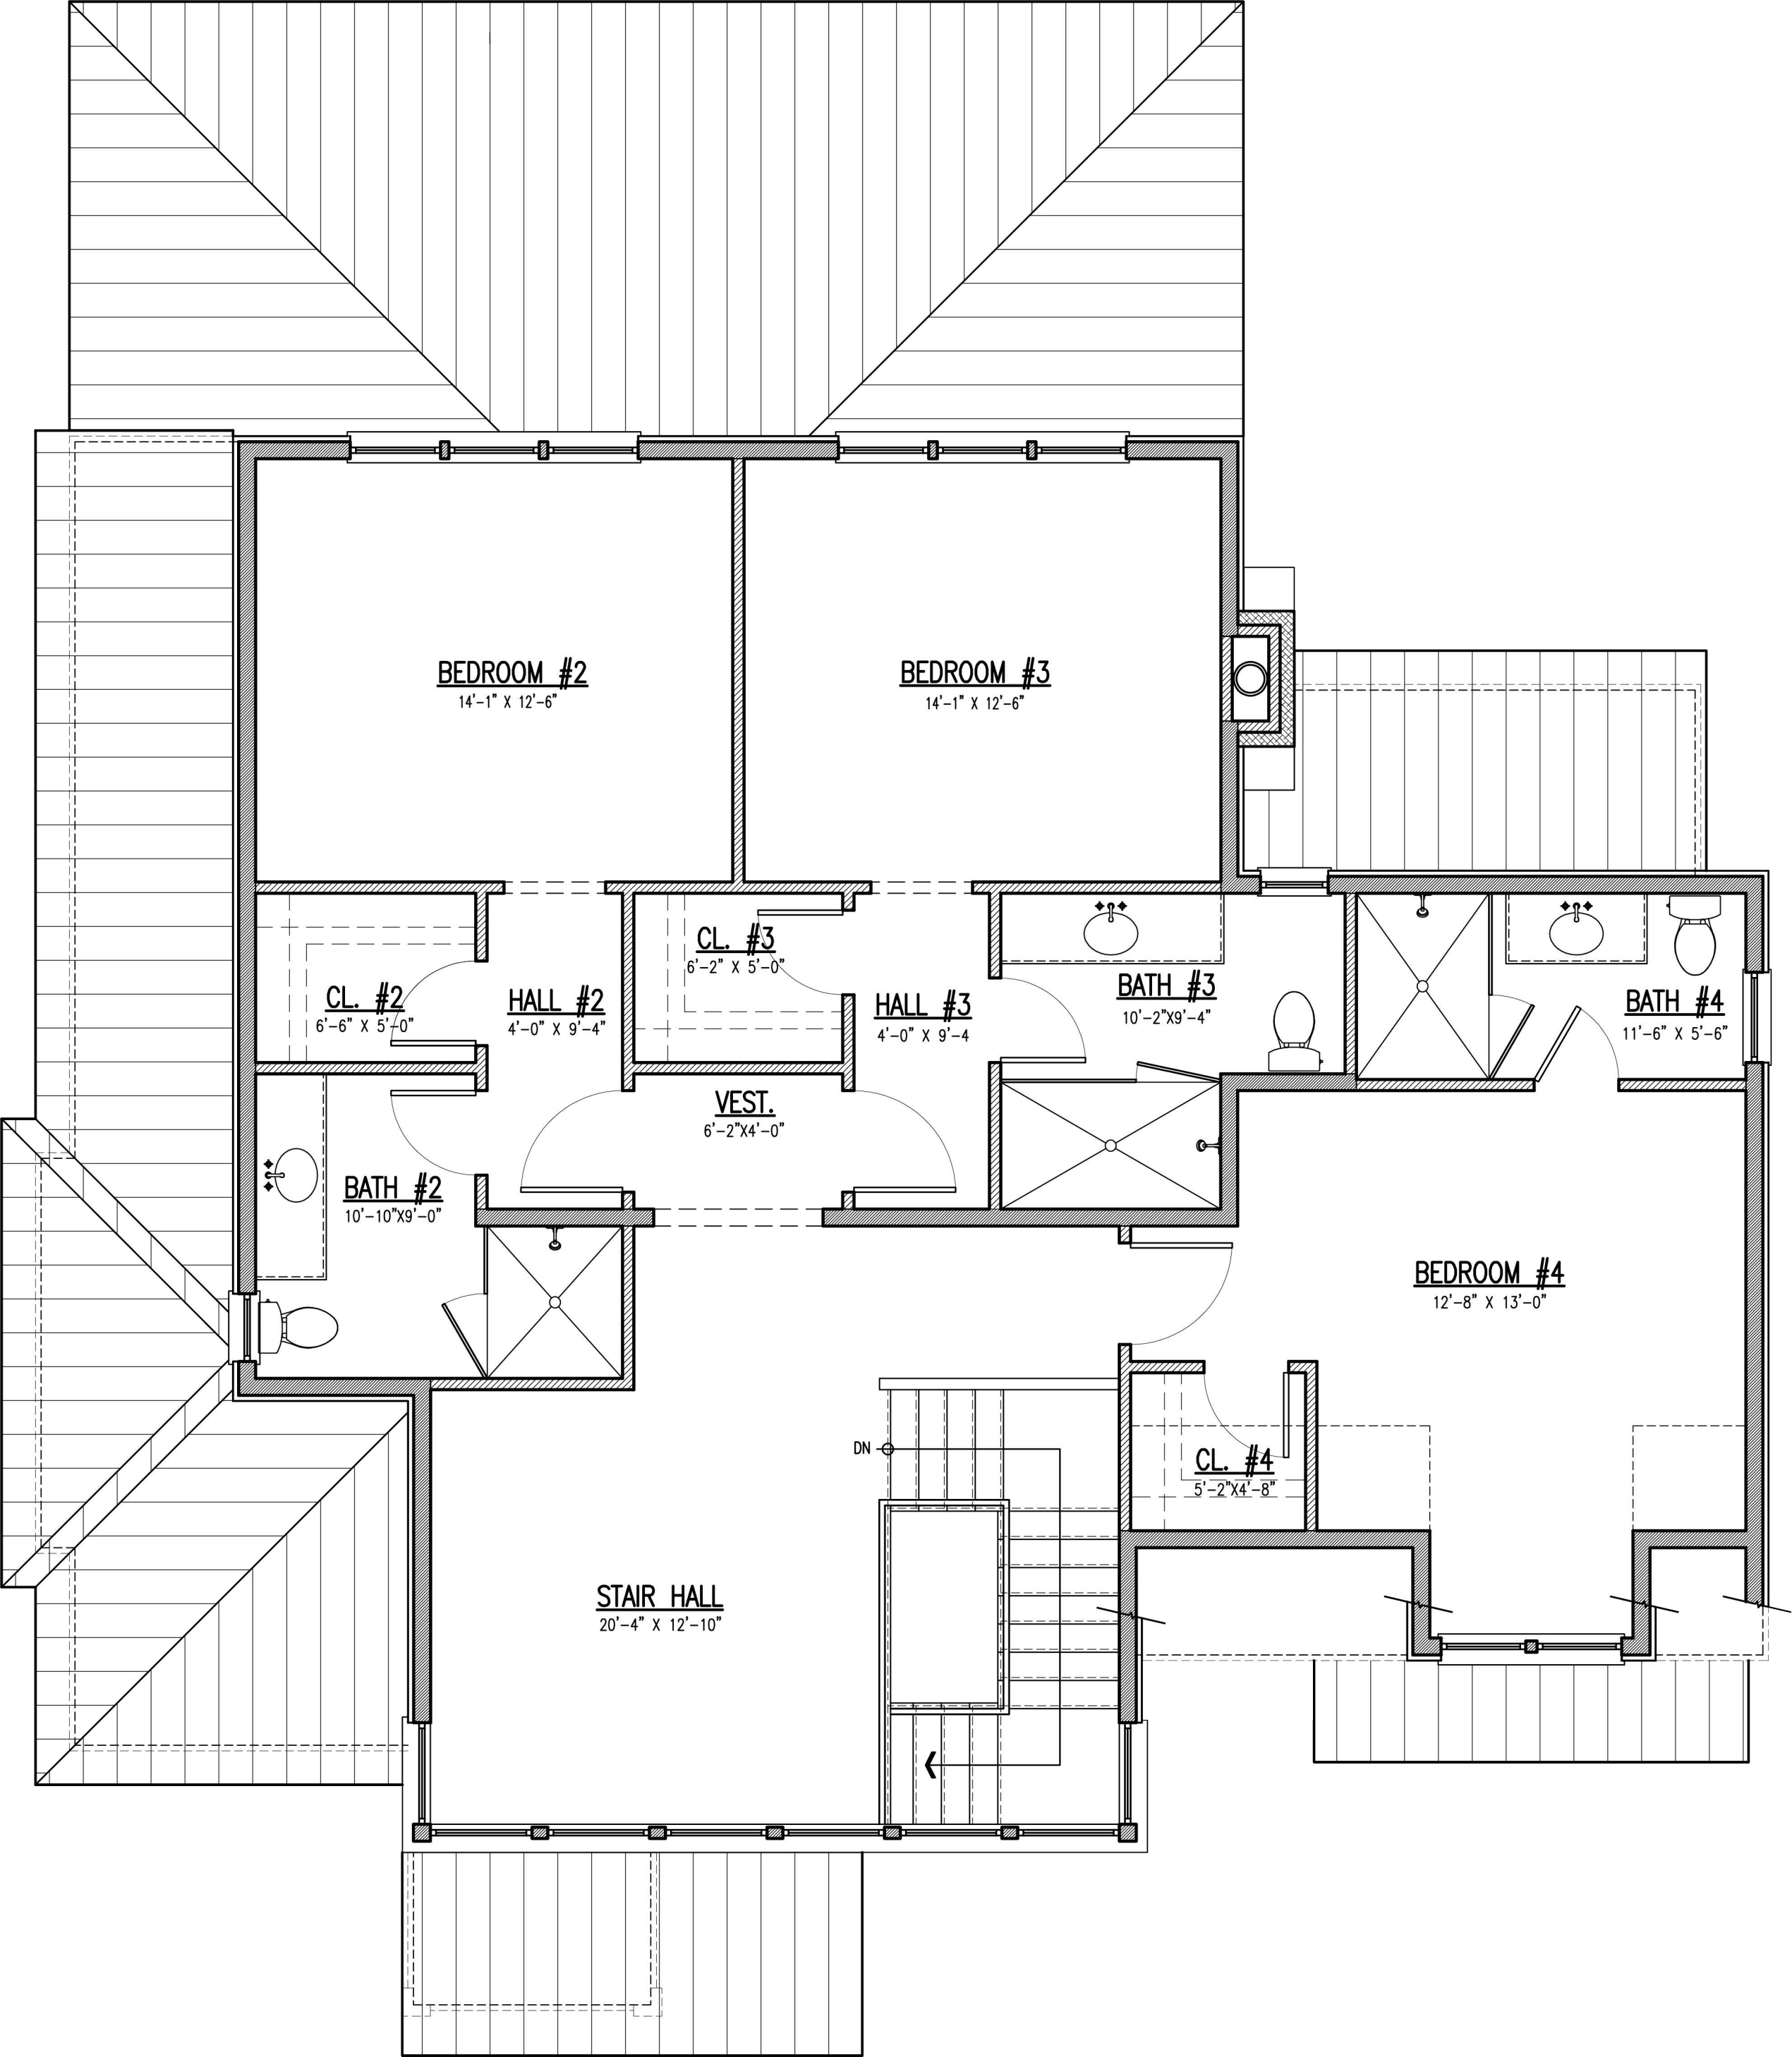 BEDROOM #2
14'-1" X 12'-6"
BEDROOM #3
14'-1" X 12'-6"
CL. #2
6'-6" X 5'-0"
HALL #2
4'-0" X 9'-4"
CL. #3
6'-2" X 5'-0"
HALL #3
4'-0" X 9'-4
BATH #3
10'-2"X9'-4"
BATH #4
11'-6" X 5'-6"
VEST.
6'-2"X4'-0"
BATH #2
10'-10"X9'-0"
BEDROOM #4
12'-8" X 13'-0"
DN
CL. #4
5'-2"X4'-8"
STAIR HALL
20'-4" X 12'-10"